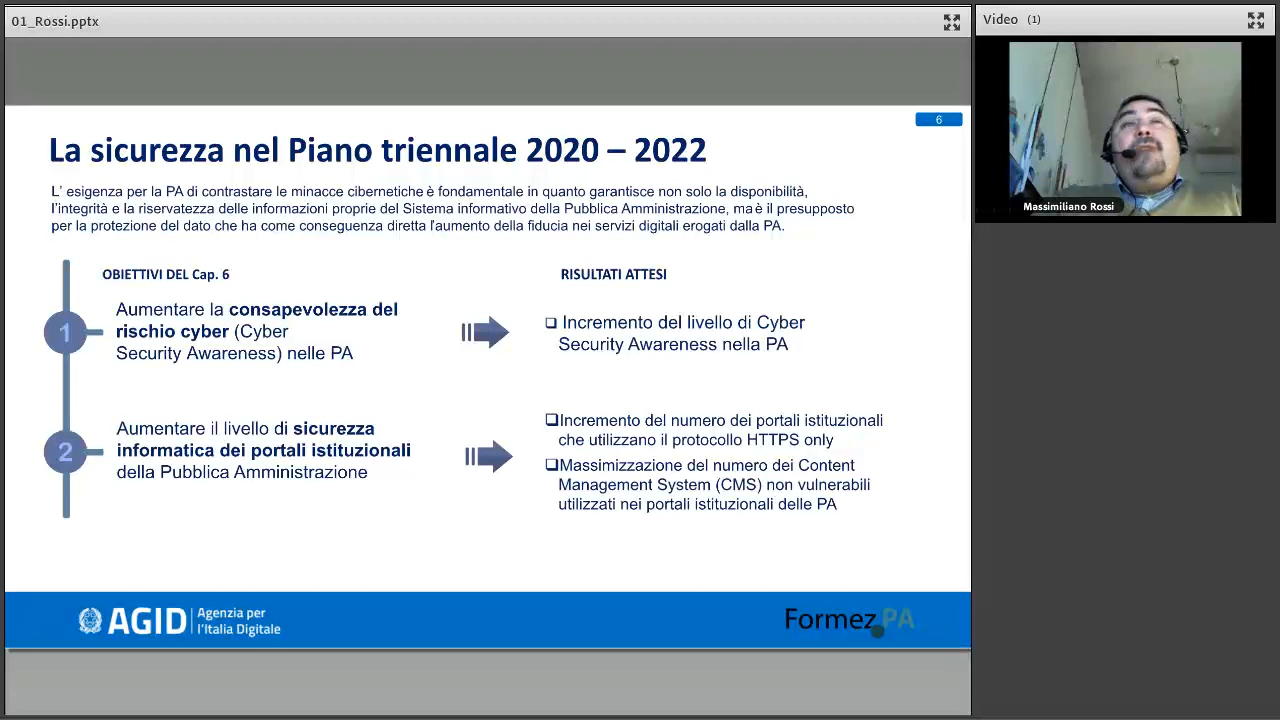 01_Rossi.pptx
Video (1)
6
La sicurezza nel Piano triennale 2020 – 2022
L' esigenza per la PA di contrastare le minacce cibernetiche è fondamentale in quanto garantisce non solo la disponibilità,
l'integrità e la riservatezza delle informazioni proprie del Sistema informativo della Pubblica Amministrazione, ma è il presupposto
per la protezione del dato che ha come conseguenza diretta l'aumento della fiducia nei servizi digitali erogati dalla PA.
OBIETTIVI DEL Cap. 6
RISULTATI ATTESI
1
Aumentare la consapevolezza del
rischio cyber (Cyber
Security Awareness) nelle PA
❑ Incremento del livello di Cyber
Security Awareness nella PA
2
Aumentare il livello di sicurezza
informatica dei portali istituzionali
della Pubblica Amministrazione
❑Incremento del numero dei portali istituzionali
che utilizzano il protocollo HTTPS only
❑Massimizzazione del numero dei Content
Management System (CMS) non vulnerabili
utilizzati nei portali istituzionali delle PA
AGID
Agenzia per
l'Italia Digitale
Formez PA
Massimiliano Rossi